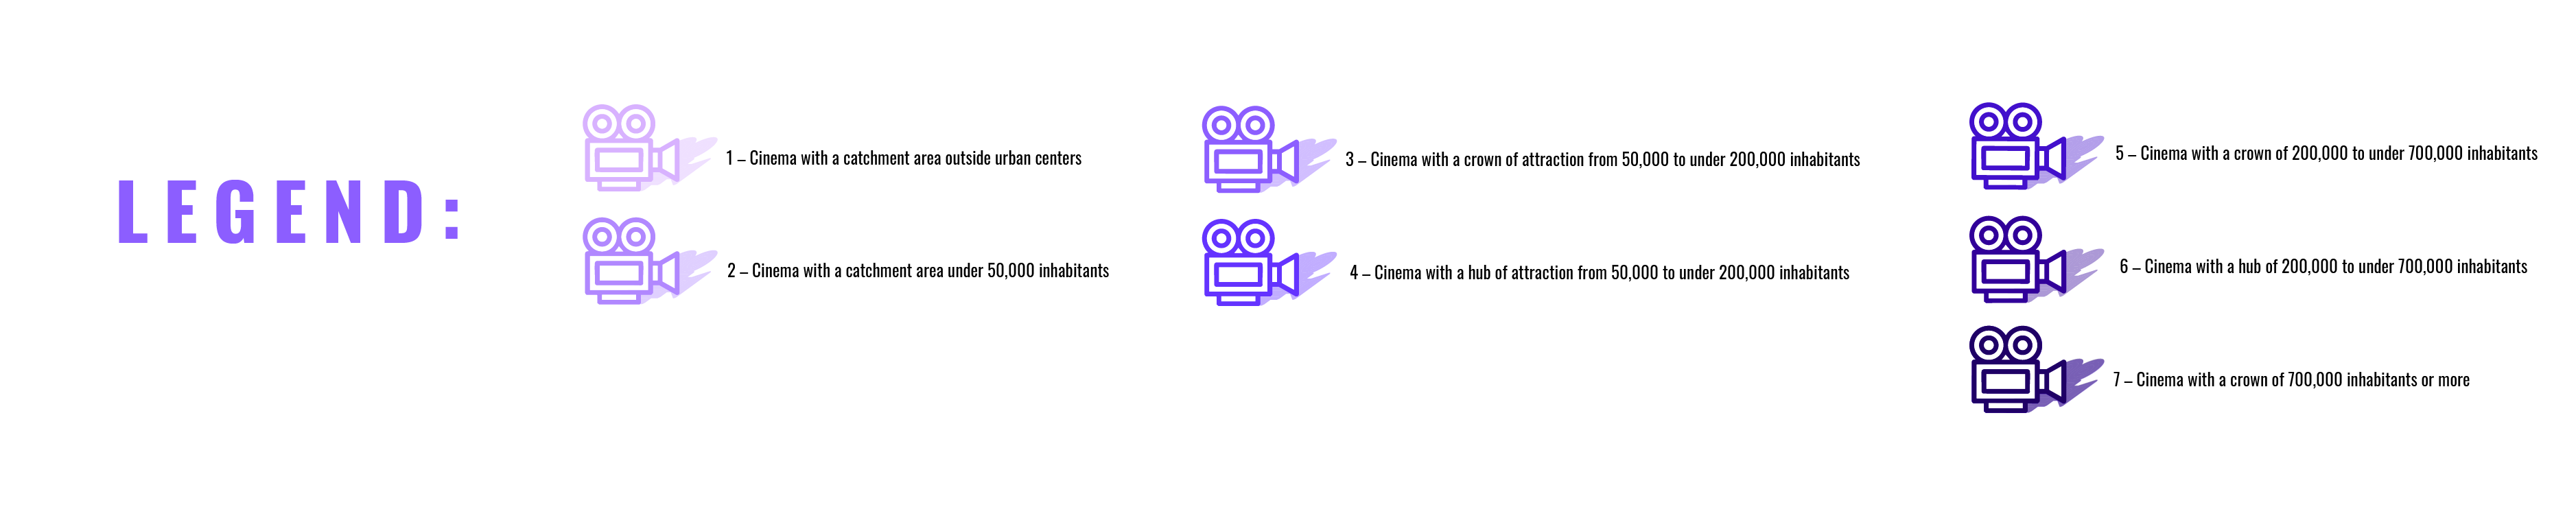 LEGEND:
1 – Cinema with a catchment area outside urban centers
2 – Cinema with a catchment area under 50,000 inhabitants
3 – Cinema with a crown of attraction from 50,000 to under 200,000 inhabitants
4 – Cinema with a hub of attraction from 50,000 to under 200,000 inhabitants
5 – Cinema with a crown of 200,000 to under 700,000 inhabitants
6 – Cinema with a hub of 200,000 to under 700,000 inhabitants
7 – Cinema with a crown of 700,000 inhabitants or more